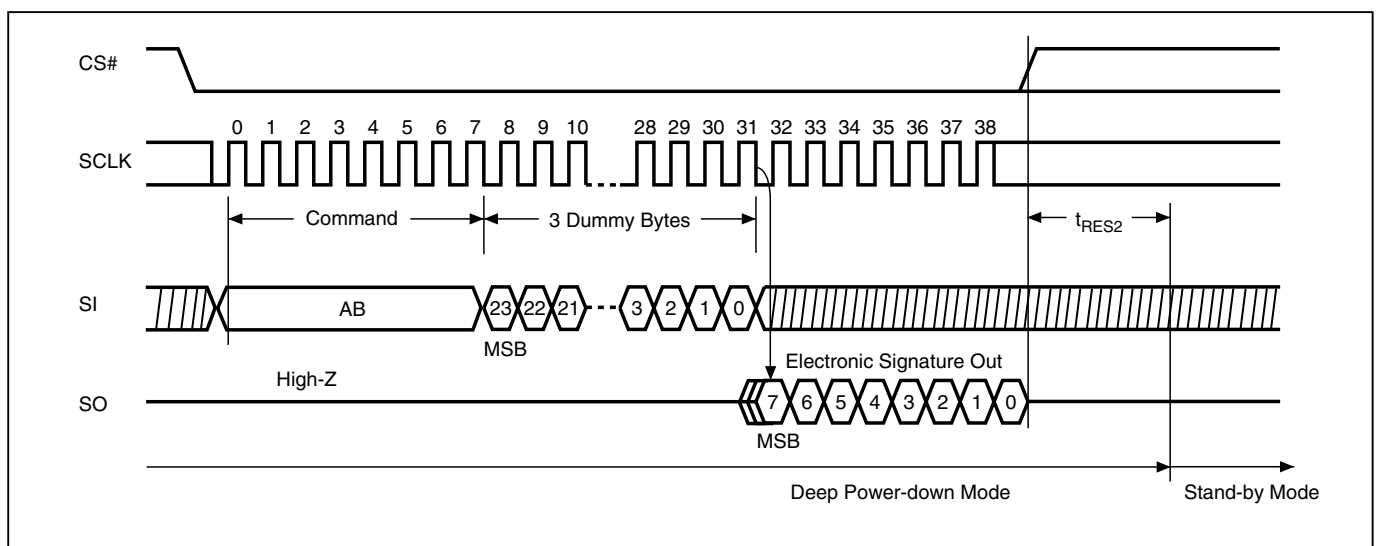 CS#
0 1 2 3 4 5 6 7 8 9 10 28 29 30 31 32 33 34 35 36 37 38
SCLK
Command 3 Dummy Bytes tRES2
SI AB 23 22 21 3 2 1 0
MSB
Electronic Signature Out
High-Z
SO 7 6 5 4 3 2 1 0
MSB
Deep Power-down Mode Stand-by Mode